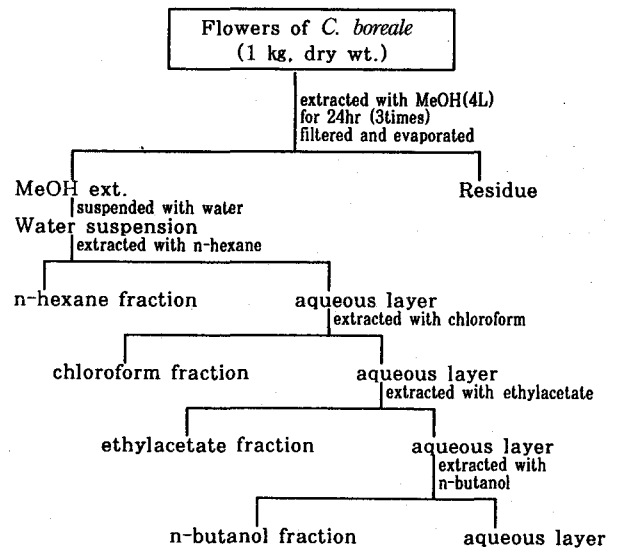 Flowers of C. boreale
(1 kg, dry wt.)
extracted with MeOH(4L)
for 24hr (3times)
filtered and evaporated
MeOH ext.
Residue
suspended with water
Water suspension
extracted with n-hexane
n-hexane fraction
aqueous layer
extracted with chloroform
chloroform fraction
aqueous layer
extracted with ethylacetate
ethylacetate fraction
aqueous layer
extracted with
n-butanol
n-butanol fraction
aqueous layer